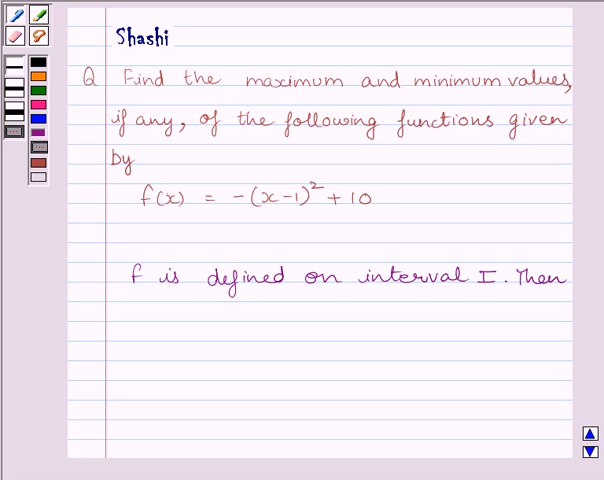 Shashi
Q Find the maximum and minimum values,
if any, of the following functions given
by
f(x) = -(x-1)² + 10
f is defined on interval I. Then